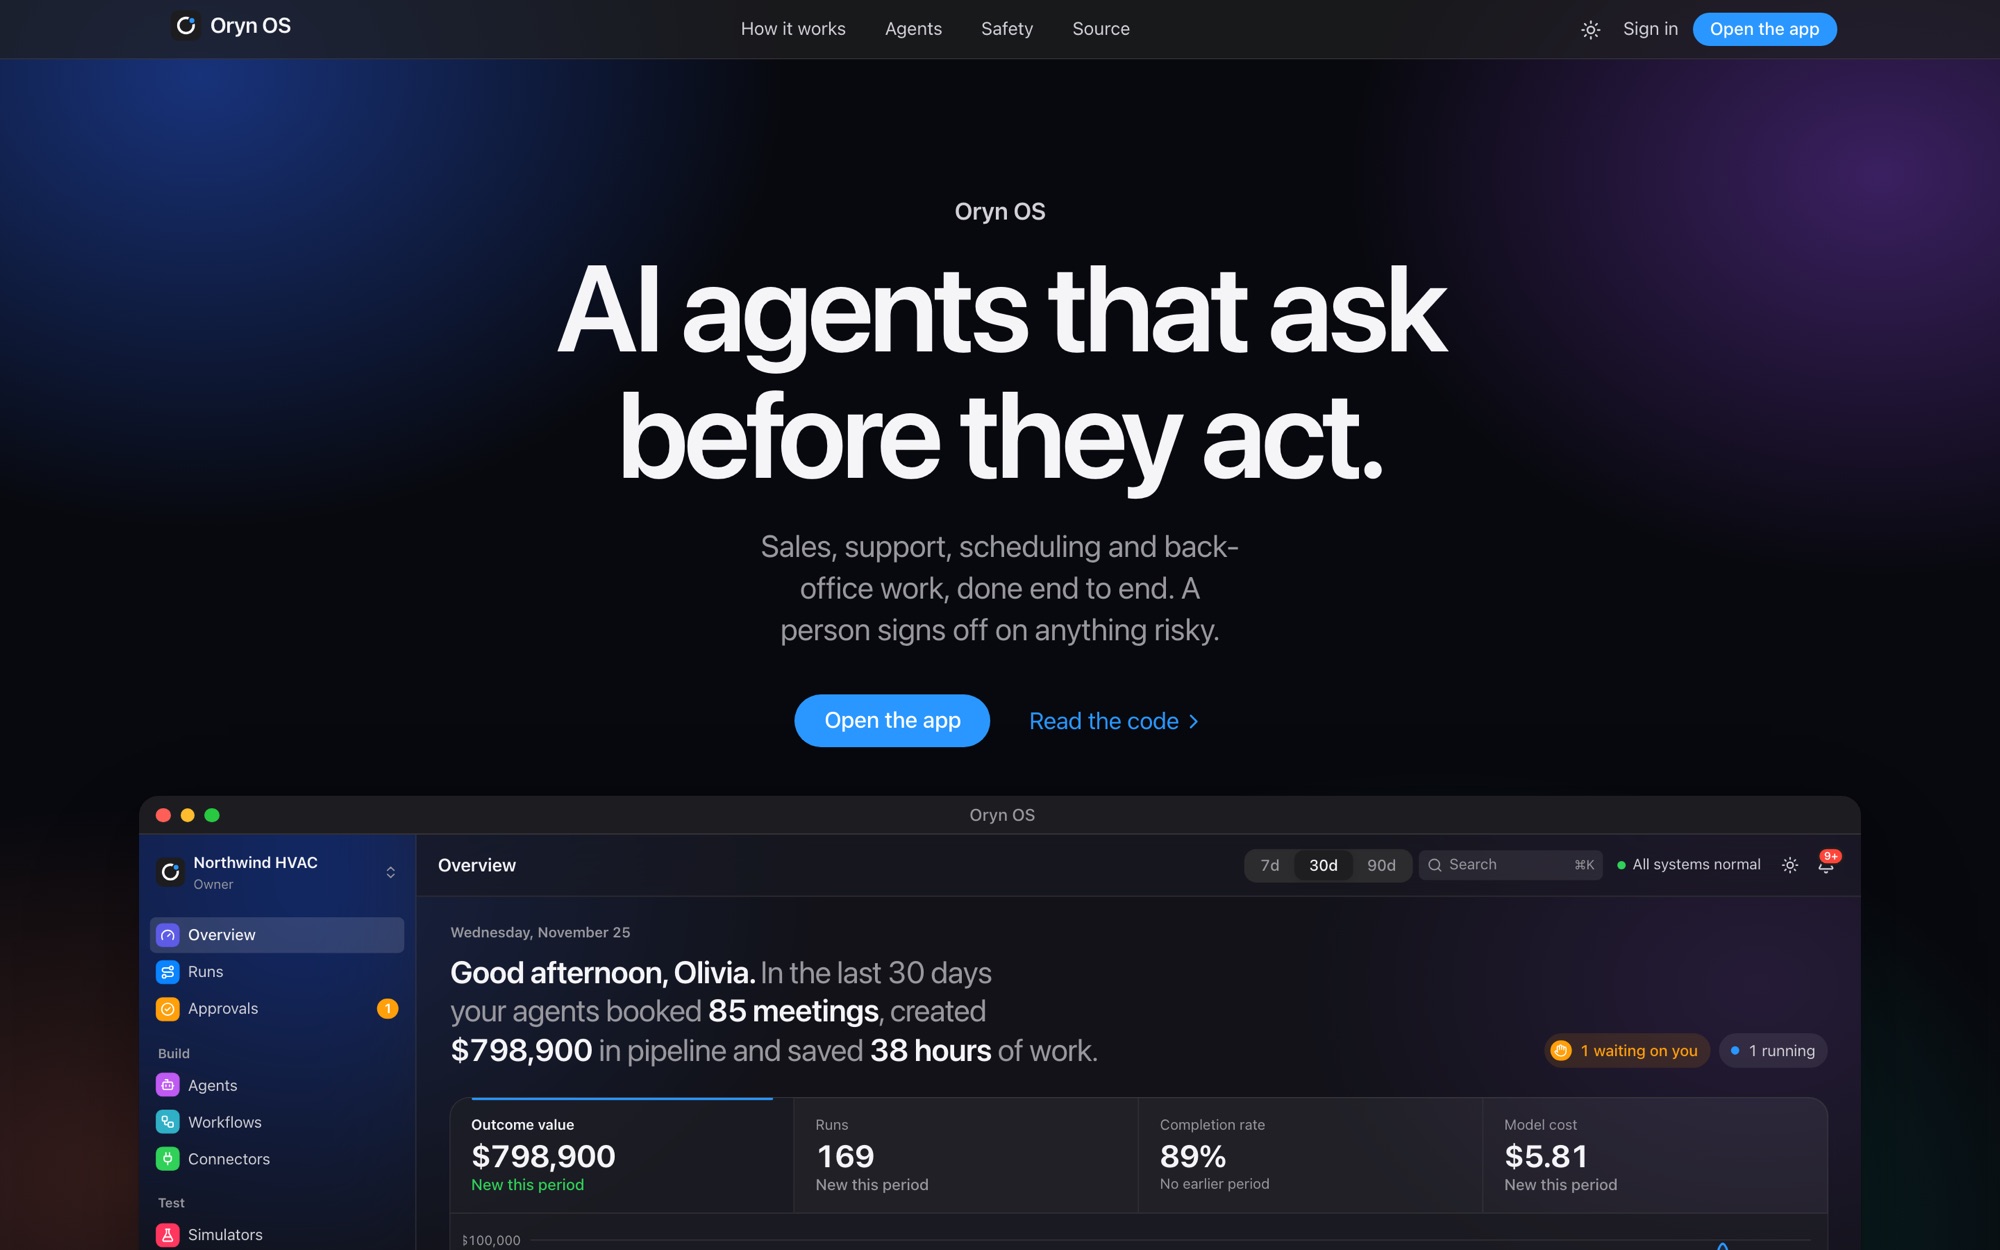 Oryn OS
How it works
Agents
Safety
Source
Sign in
Open the app
Oryn OS
AI agents that ask
before they act.
Sales, support, scheduling and back-
office work, done end to end. A
person signs off on anything risky.
Open the app
Read the code
Oryn OS
Northwind HVAC
Owner
Overview
Runs
Approvals
1
Build
Agents
Workflows
Connectors
Test
Simulators
Overview
7d
30d
90d
Search
⌘K
All systems normal
9+
Wednesday, November 25
Good afternoon, Olivia. In the last 30 days
your agents booked 85 meetings, created
$798,900 in pipeline and saved 38 hours of work.
1 waiting on you
1 running
Outcome value
$798,900
New this period
Runs
169
New this period
Completion rate
89%
No earlier period
Model cost
$5.81
New this period
$100,000